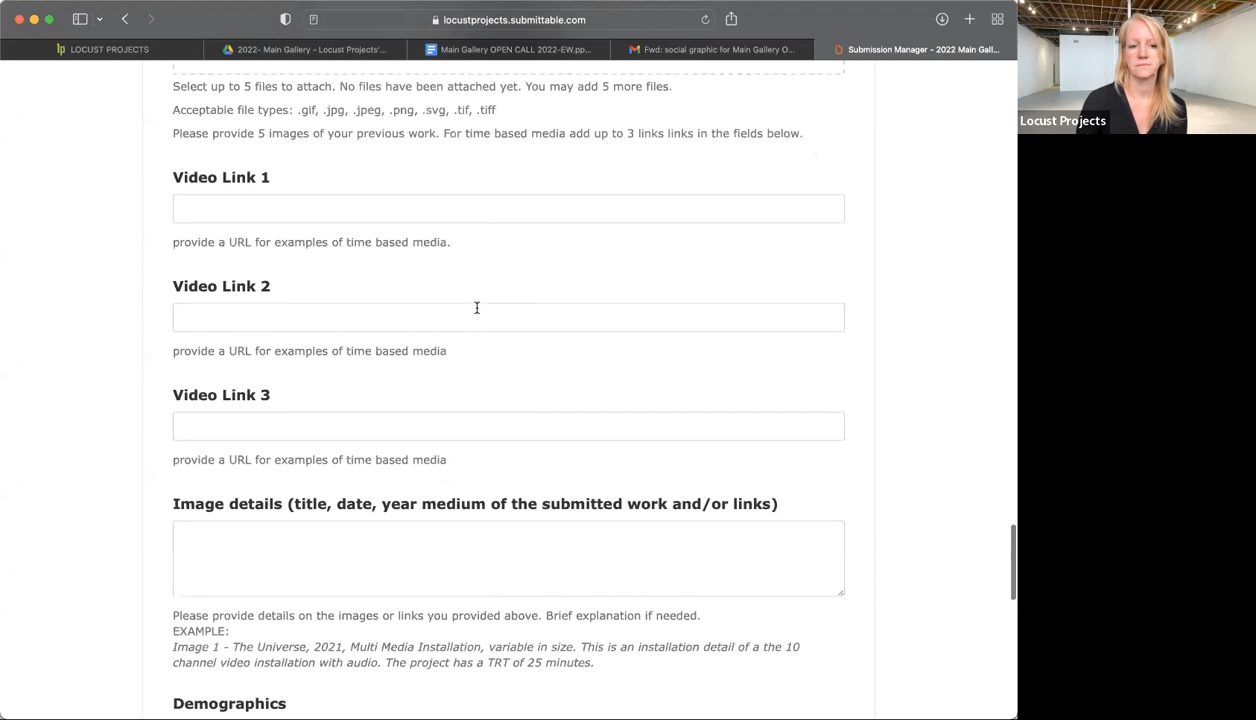 locustprojects.submittable.com
LOCUST PROJECTS
2022- Main Gallery - Locust Projects'...
Main Gallery OPEN CALL 2022-EW.pp...
Fwd: social graphic for Main Gallery O...
Submission Manager - 2022 Main Gall...
Locust Projects
Select up to 5 files to attach. No files have been attached yet. You may add 5 more files.
Acceptable file types: .gif, .jpg, .jpeg, .png, .svg, .tif, .tiff
Please provide 5 images of your previous work. For time based media add up to 3 links links in the fields below.
Video Link 1
provide a URL for examples of time based media.
Video Link 2
provide a URL for examples of time based media
Video Link 3
provide a URL for examples of time based media
Image details (title, date, year medium of the submitted work and/or links)
Please provide details on the images or links you provided above. Brief explanation if needed.
EXAMPLE:
Image 1 - The Universe, 2021, Multi Media Installation, variable in size. This is an installation detail of a the 10
channel video installation with audio. The project has a TRT of 25 minutes.
Demographics